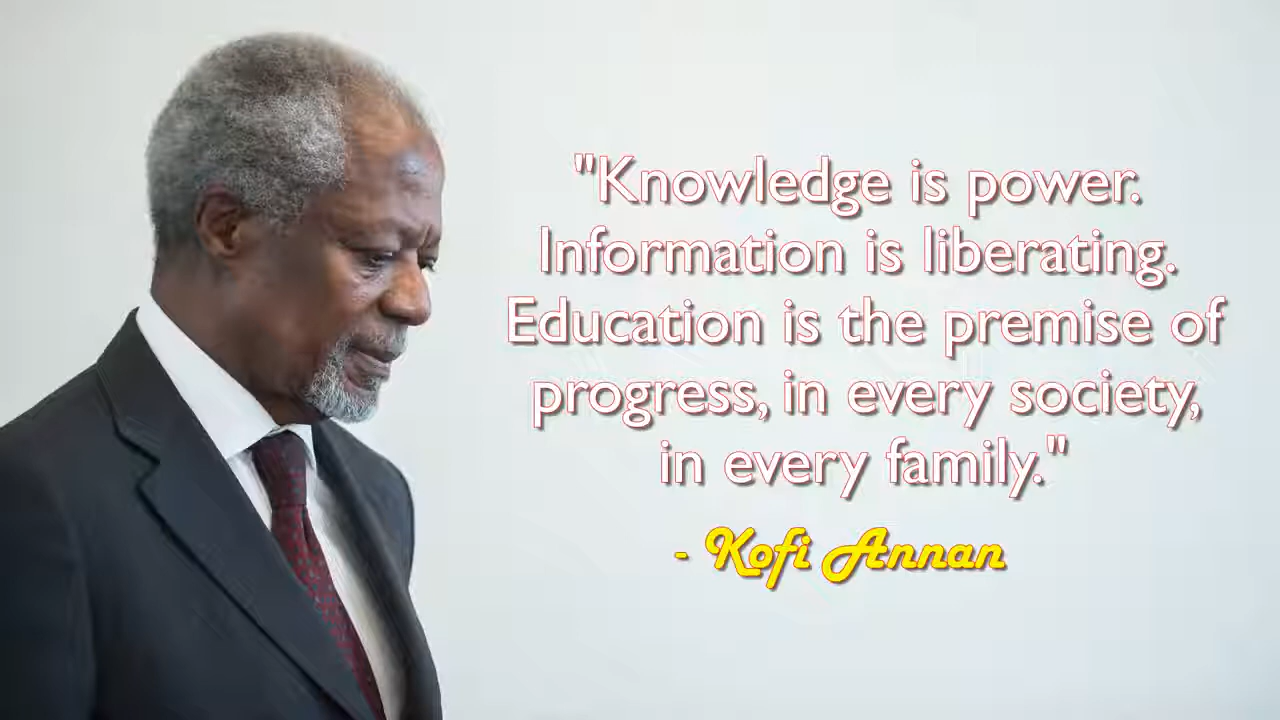 "Knowledge is power.
Information is liberating.
Education is the premise of
progress, in every society,
in every family."
- Kofi Annan